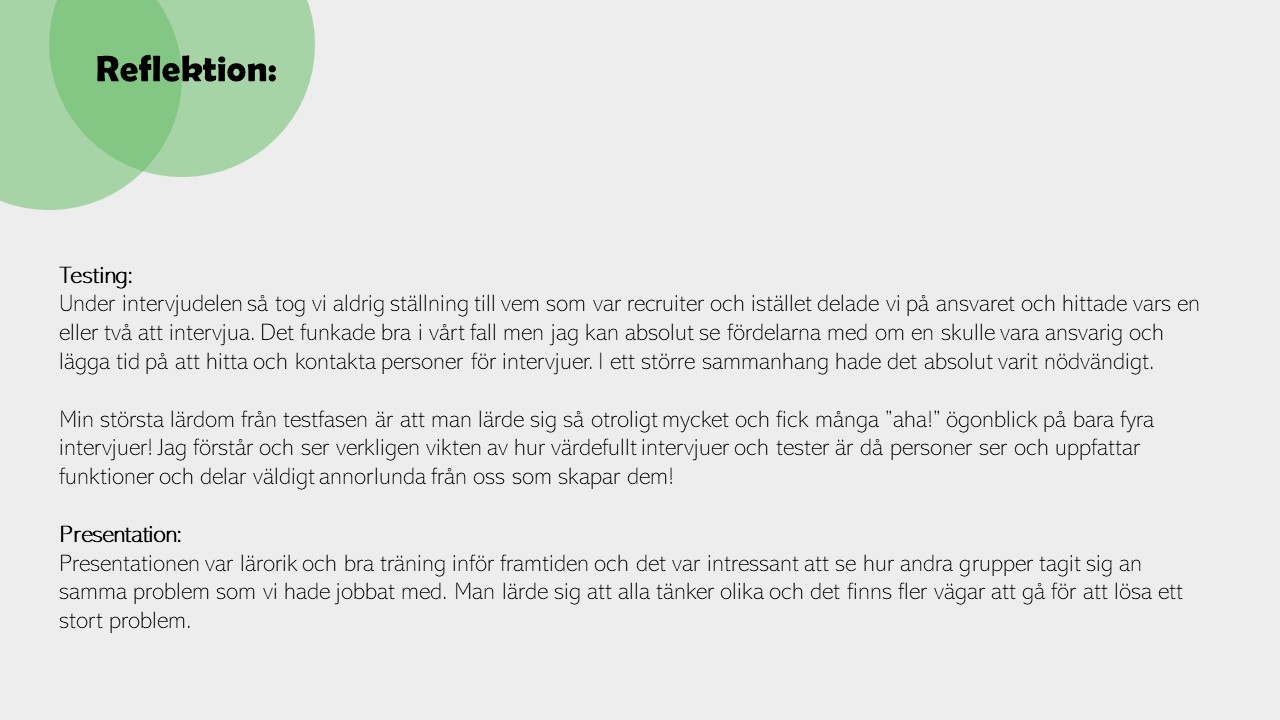 Reflektion:
Testing:
Under intervjudelen så tog vi aldrig ställning till vem som var recruiter och istället delade vi på ansvaret och hittade vars en
eller två att intervjua. Det funkade bra i vårt fall men jag kan absolut se fördelarna med om en skulle vara ansvarig och
lägga tid på att hitta och kontakta personer för intervjuer. I ett större sammanhang hade det absolut varit nödvändigt.
Min största lärdom från testfasen är att man lärde sig så otroligt mycket och fick många "aha!" ögonblick på bara fyra
intervjuer! Jag förstår och ser verkligen vikten av hur värdefullt intervjuer och tester är då personer ser och uppfattar
funktioner och delar väldigt annorlunda från oss som skapar dem!
Presentation:
Presentationen var lärorik och bra träning inför framtiden och det var intressant att se hur andra grupper tagit sig an
samma problem som vi hade jobbat med. Man lärde sig att alla tänker olika och det finns fler vägar att gå för att lösa ett
stort problem.